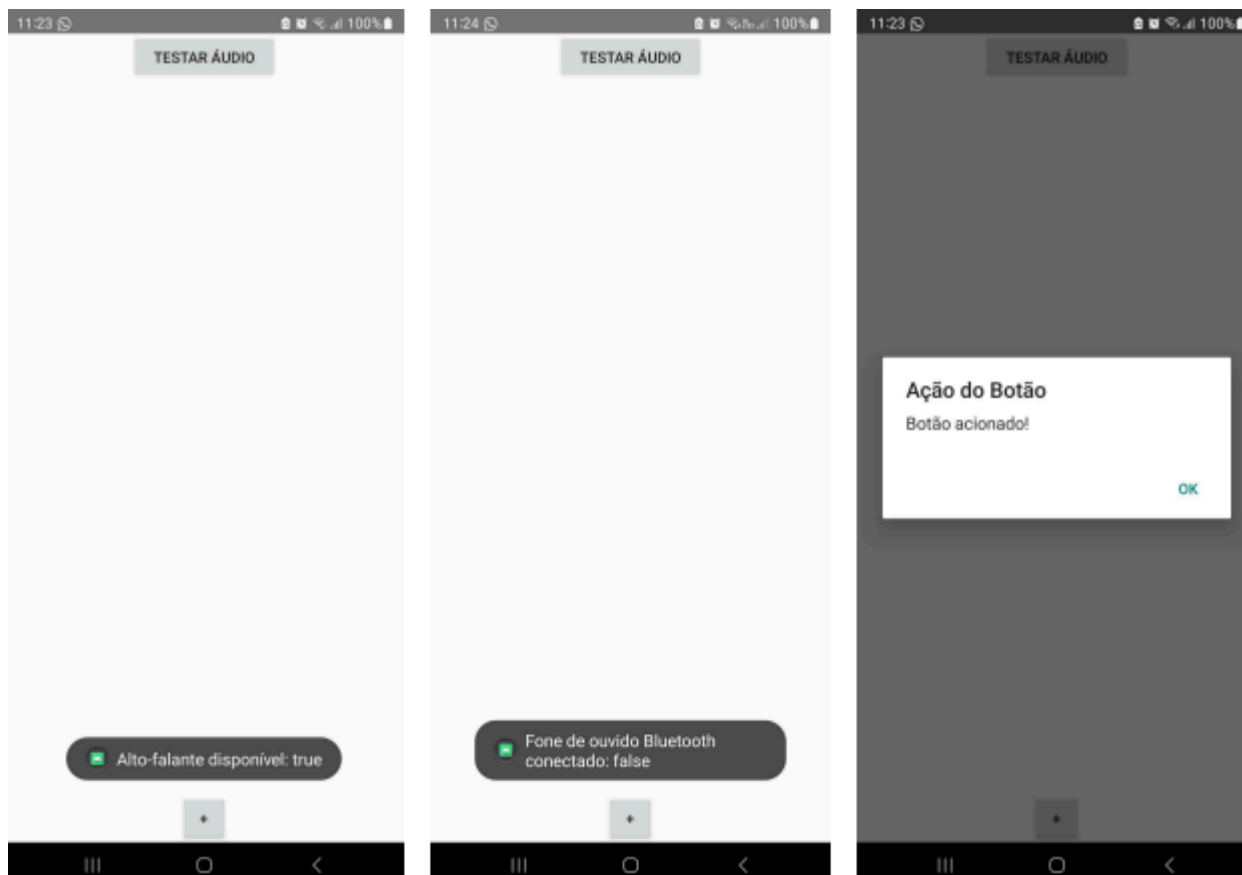 11:23
100%
TESTAR ÁUDIO
Alto-falante disponível: true
+
11:24
100%
TESTAR ÁUDIO
Fone de ouvido Bluetooth
conectado: false
+
11:23
100%
TESTAR ÁUDIO
Ação do Botão
Botão acionado!
OK
+